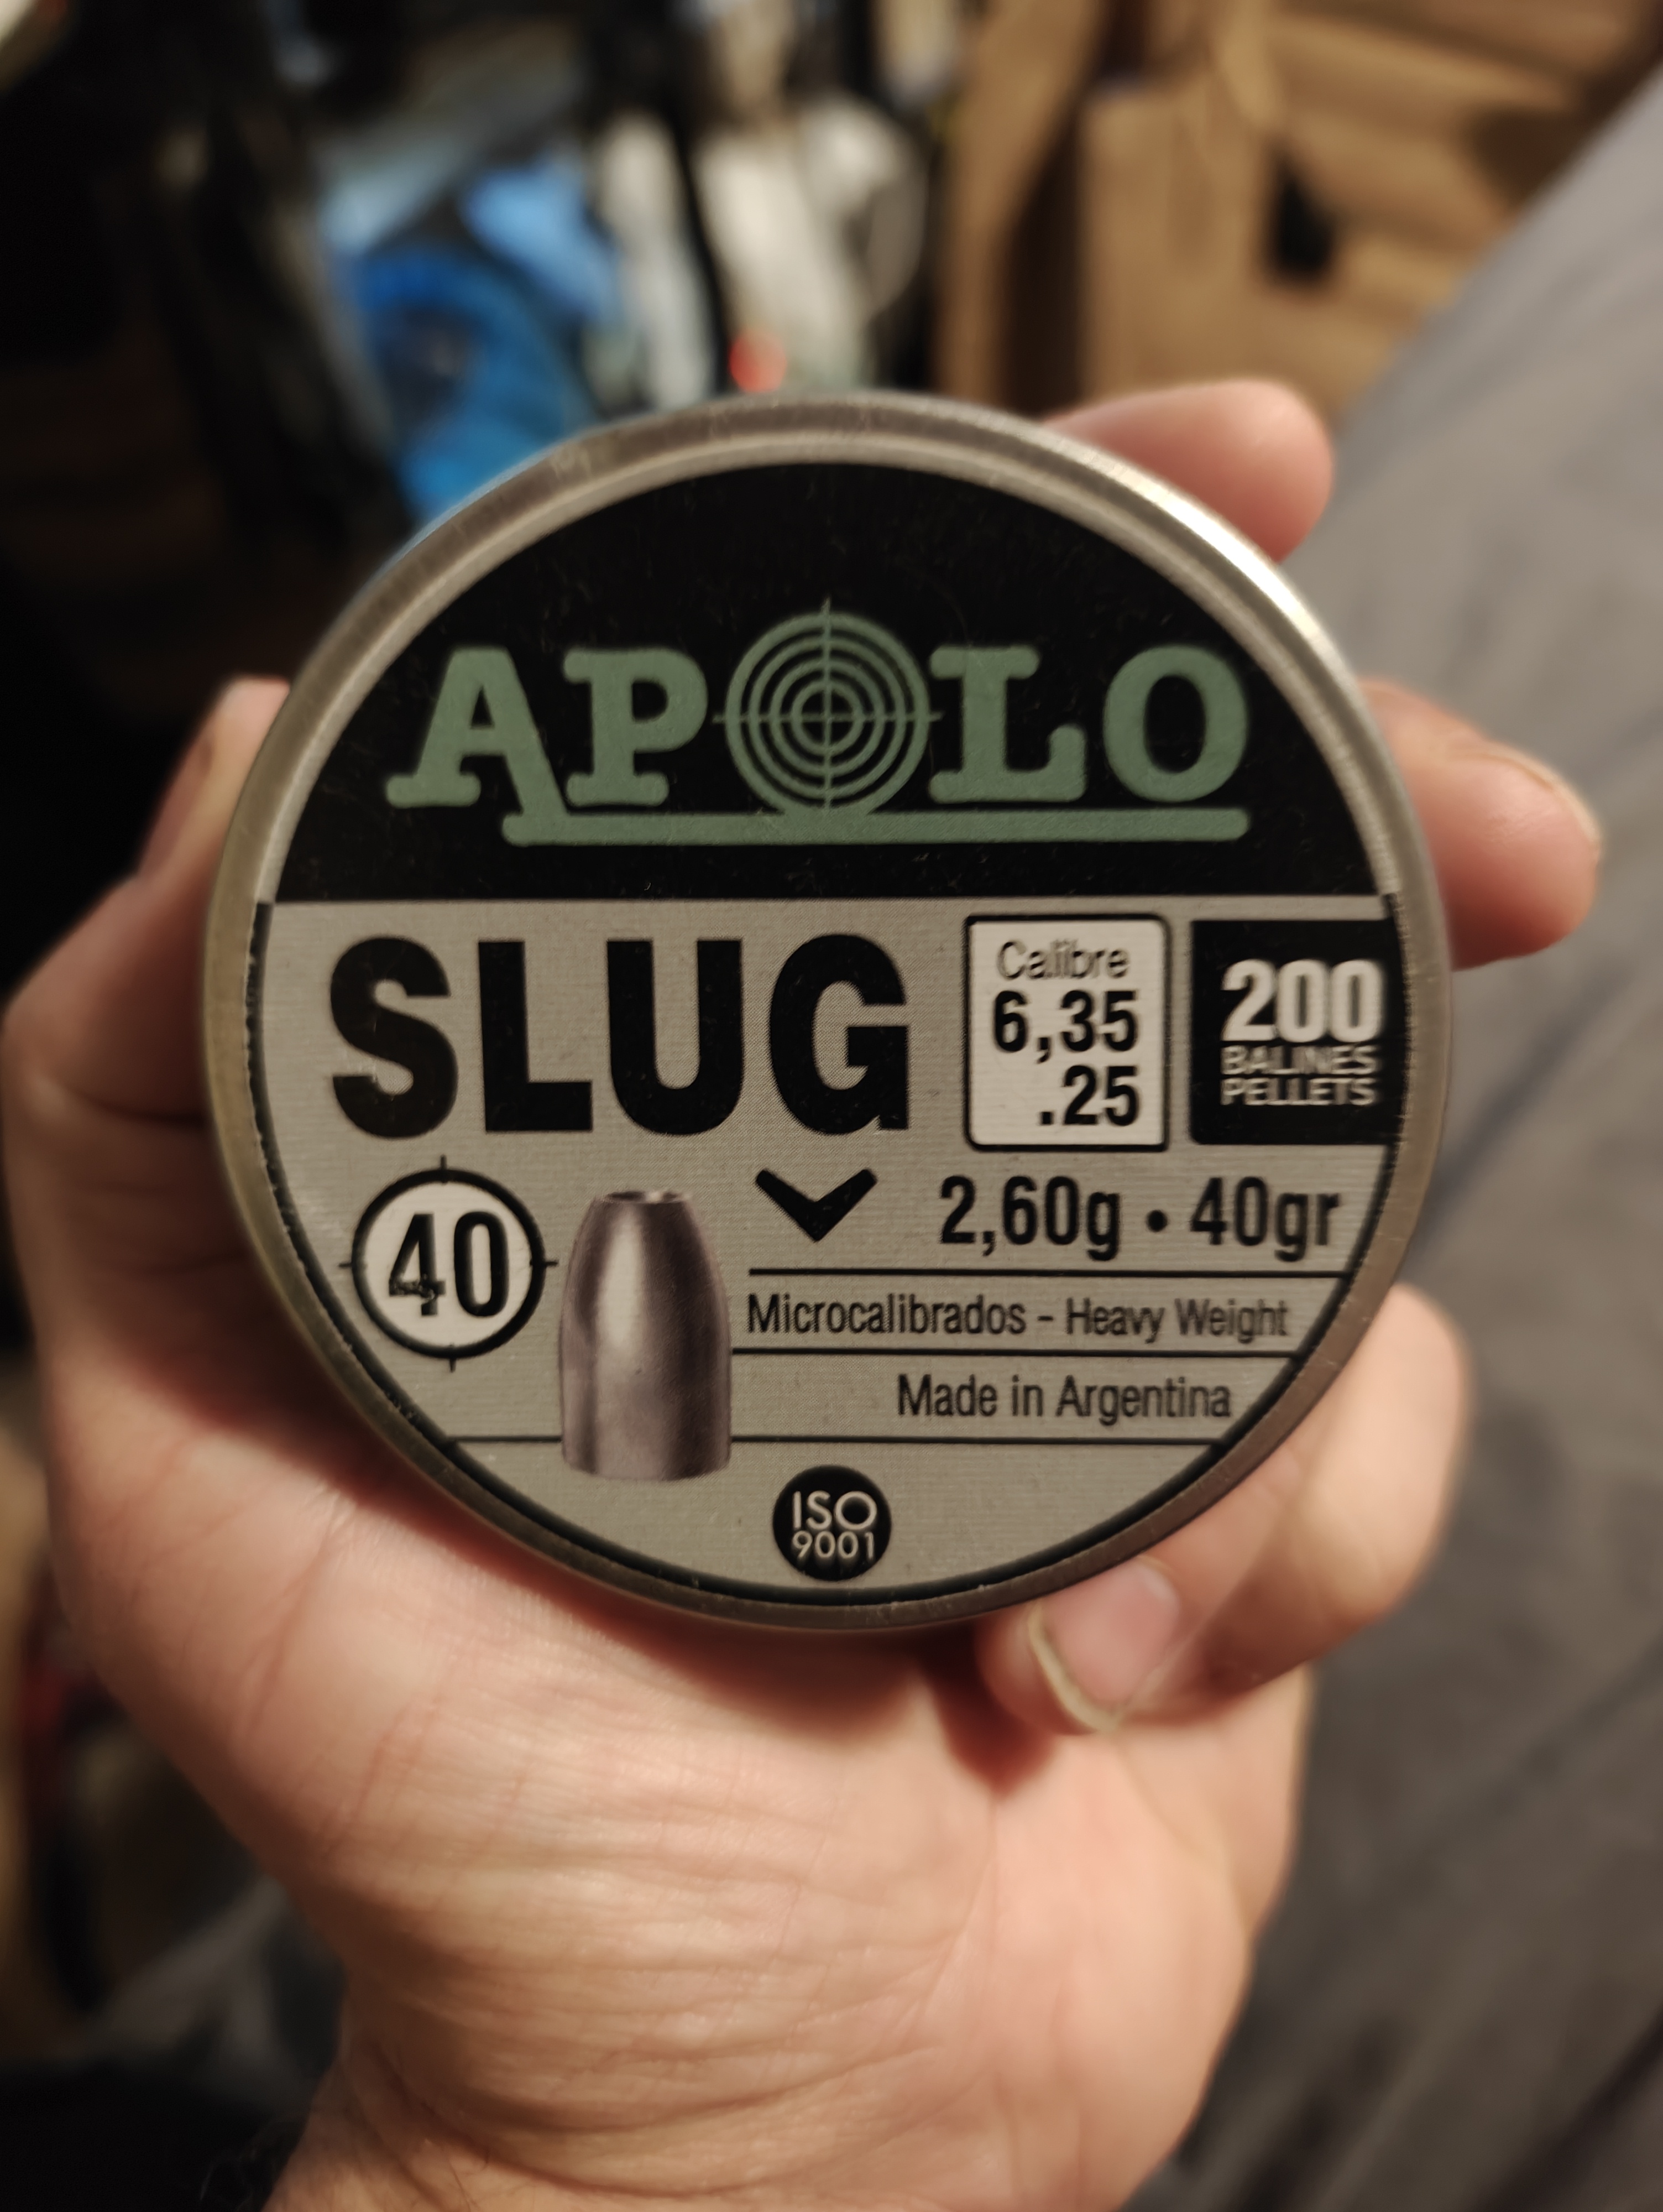 APOLO
SLUG
Calibre
6,35
.25
200
BALINES
PELLETS
40
2,60g • 40gr
Microcalibrados - Heavy Weight
Made in Argentina
ISO
9001